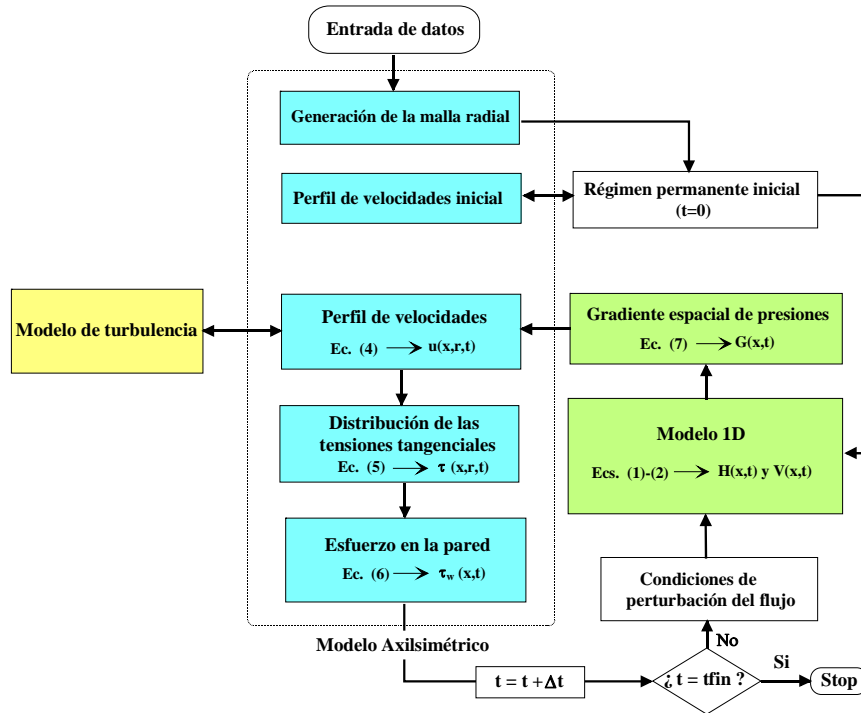 Entrada de datos
Generación de la malla radial
Perfil de velocidades inicial
Régimen permanente inicial
(t=0)
Modelo de turbulencia
Perfil de velocidades
Ec. (4) → u(x,r,t)
Gradiente espacial de presiones
Ec. (7) → G(x,t)
Distribución de las
tensiones tangenciales
Ec. (5) → τ (x,r,t)
Modelo 1D
Ecs. (1)-(2) → H(x,t) y V(x,t)
Esfuerzo en la pared
Ec. (6) → τw (x,t)
Condiciones de
perturbación del flujo
Modelo Axilsimétrico
No
t = t +Δt
¿ t = tfin ?
Si
Stop